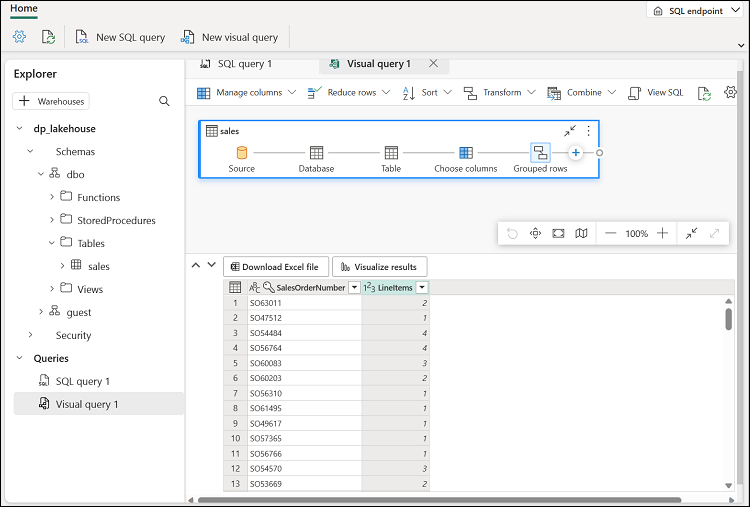 Home
SQL endpoint
New SQL query
New visual query
Explorer
Warehouses
dp_lakehouse
Schemas
dbo
Functions
StoredProcedures
Tables
sales
Views
guest
Security
Queries
SQL query 1
Visual query 1
SQL query 1
Visual query 1
Manage columns
Reduce rows
Sort
Transform
Combine
View SQL
sales
Source
Database
Table
Choose columns
Grouped rows
100%
Download Excel file
Visualize results
SalesOrderNumber LineItems
1 SO63011 2
2 SO47512 1
3 SO54484 4
4 SO56764 4
5 SO60083 3
6 SO60203 2
7 SO56310 1
8 SO61495 1
9 SO49617 1
10 SO57365 1
11 SO56766 1
12 SO54570 3
13 SO53669 2